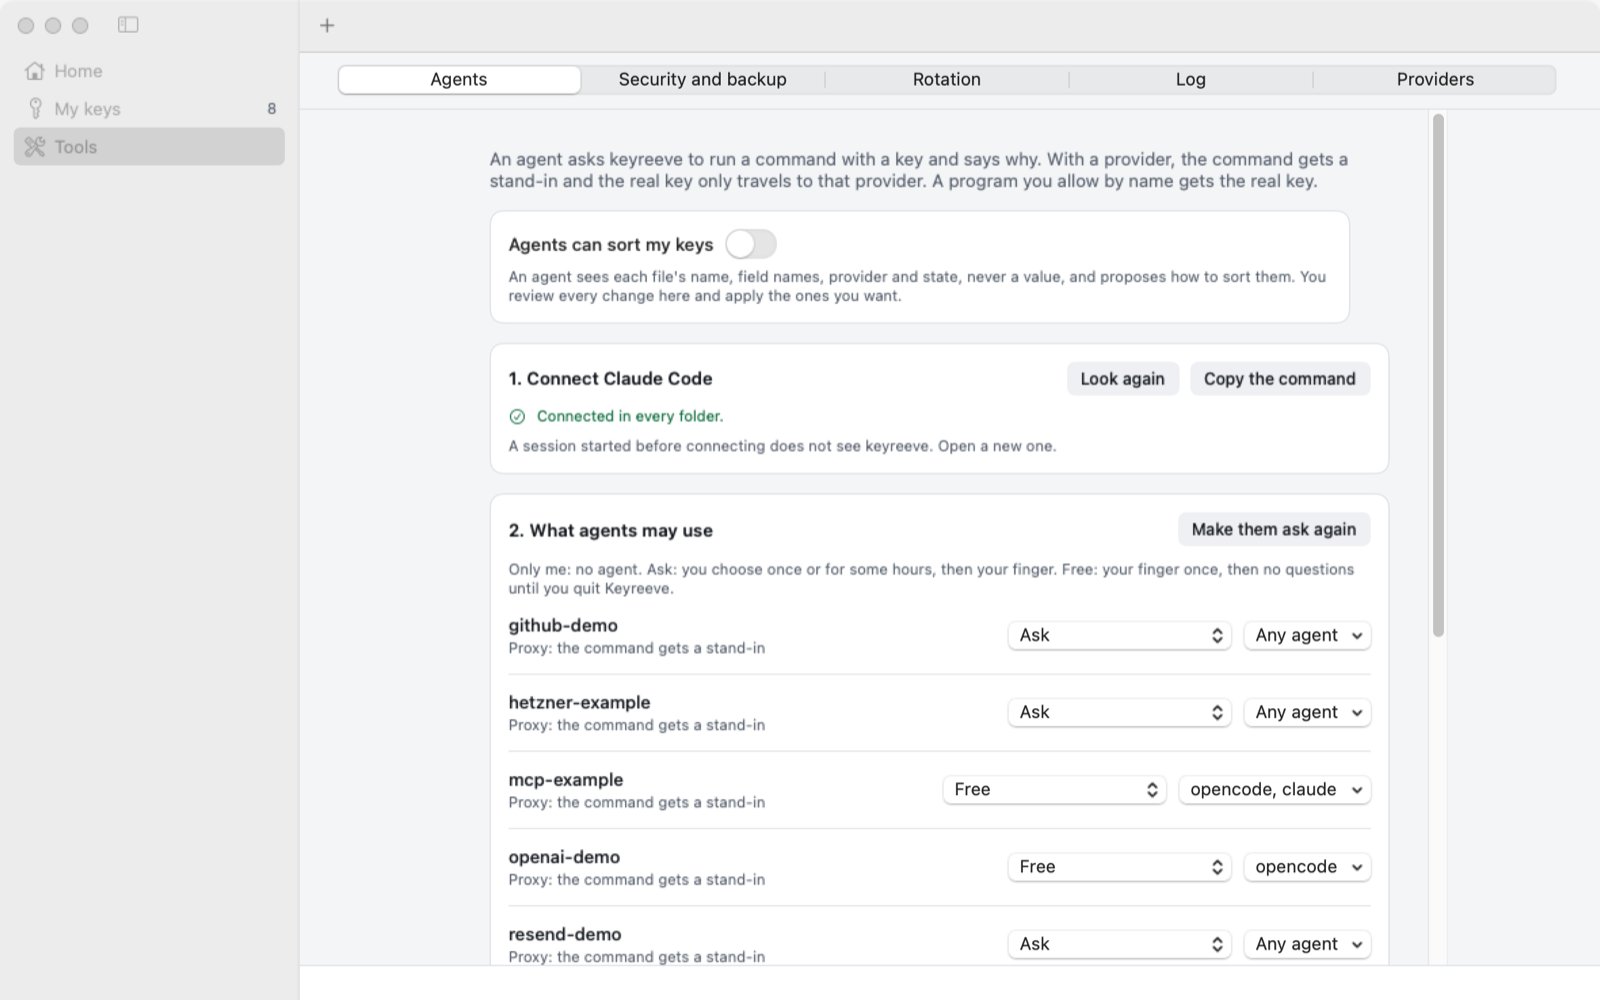 Home
My keys 8
Tools
Agents
Security and backup
Rotation
Log
Providers
An agent asks keyreeve to run a command with a key and says why. With a provider, the command gets a
stand-in and the real key only travels to that provider. A program you allow by name gets the real key.
Agents can sort my keys
An agent sees each file's name, field names, provider and state, never a value, and proposes how to sort them. You
review every change here and apply the ones you want.
1. Connect Claude Code
Look again
Copy the command
Connected in every folder.
A session started before connecting does not see keyreeve. Open a new one.
2. What agents may use
Make them ask again
Only me: no agent. Ask: you choose once or for some hours, then your finger. Free: your finger once, then no questions
until you quit Keyreeve.
github-demo
Proxy: the command gets a stand-in
Ask
Any agent
hetzner-example
Proxy: the command gets a stand-in
Ask
Any agent
mcp-example
Proxy: the command gets a stand-in
Free
opencode, claude
openai-demo
Proxy: the command gets a stand-in
Free
opencode
resend-demo
Proxy: the command gets a stand-in
Ask
Any agent